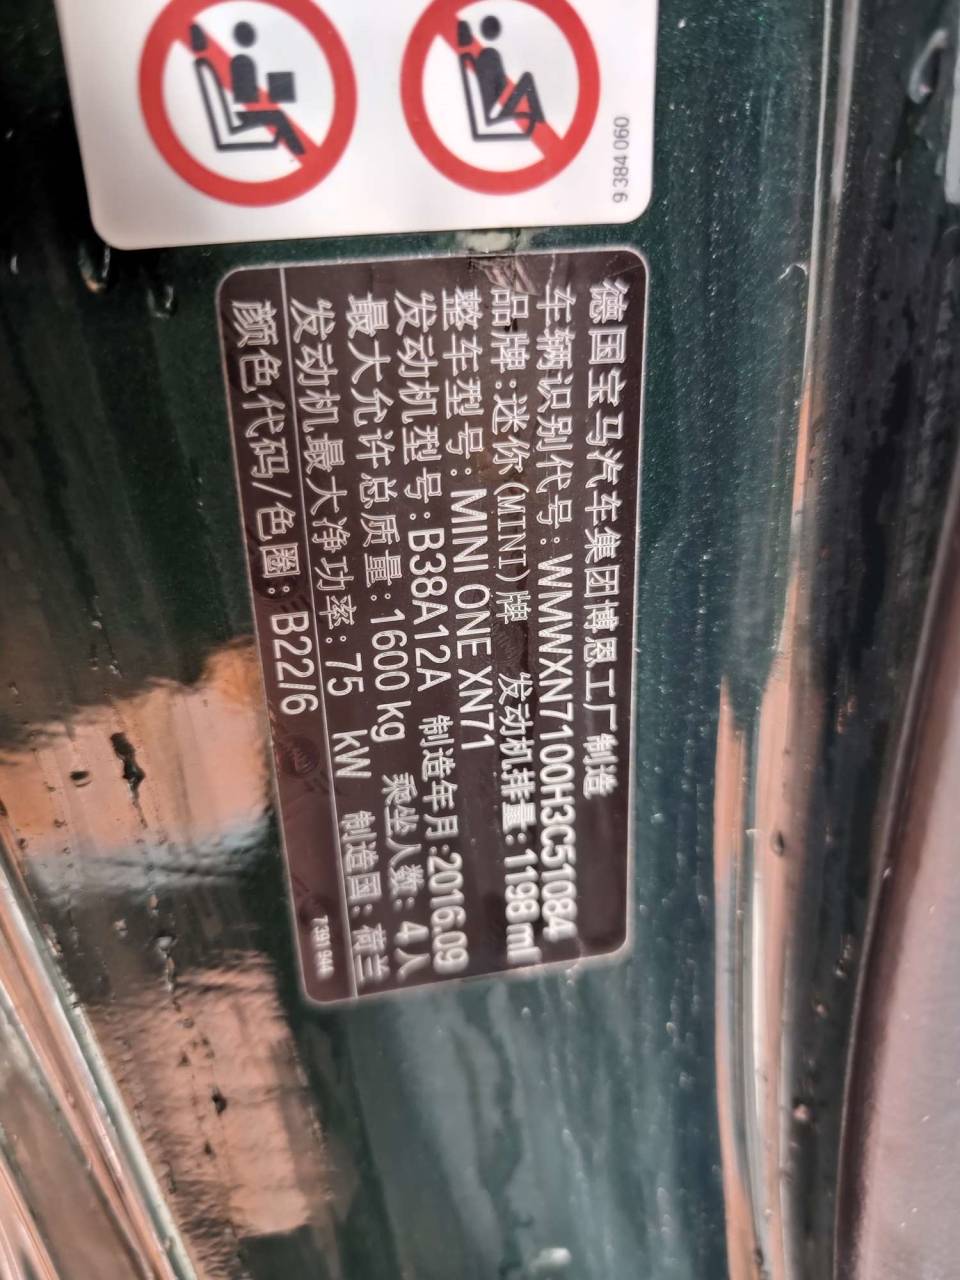 9 384 060
德国宝马汽车集团博恩工厂制造
车辆识别代号:WMWXN7100H3C51084
品牌:迷你(MINI)牌 发动机排量:1198 ml
整车型号:MINI ONE XN71
发动机型号:B38A12A 制造年月:2016.09
最大允许总质量:1600 kg 乘坐人数: 4人
发动机最大净功率: 75 kW 制造国: 荷兰
颜色代码/色圈: B22/6 7391944